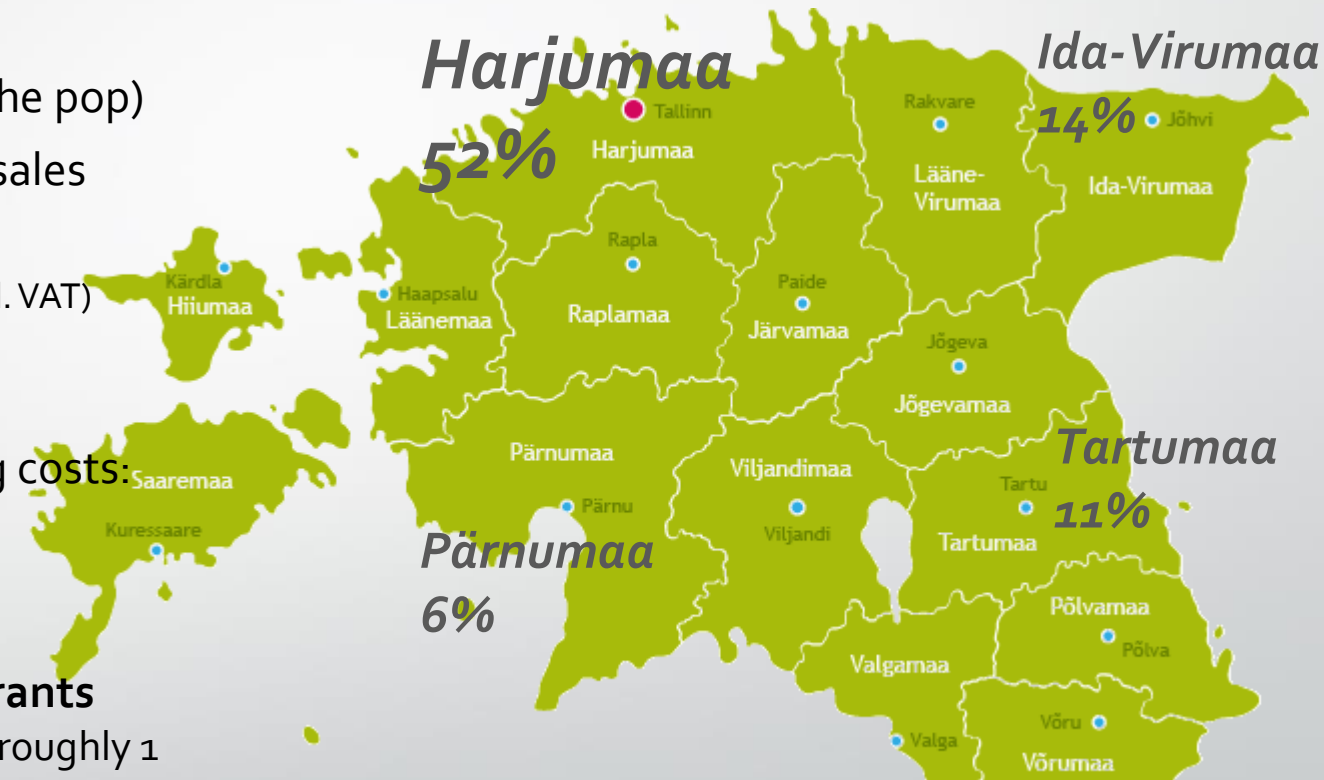 he pop)
sales
. VAT)
g costs:
rants
roughly 1
Harjumaa
52%
Ida-Virumaa
14%
Tartumaa
11%
Pärnumaa
6%
Tallinn
Harjumaa
Rakvare
Lääne-
Virumaa
Jõhvi
Ida-Virumaa
Kärdla
Hiiumaa
Haapsalu
Läänemaa
Rapla
Raplamaa
Paide
Järvamaa
Jõgeva
Jõgevamaa
Saaremaa
Kuressaare
Pärnumaa
Pärnu
Viljandimaa
Viljandi
Tartu
Tartumaa
Põlvamaa
Põlva
Valgamaa
Valga
Võru
Võrumaa